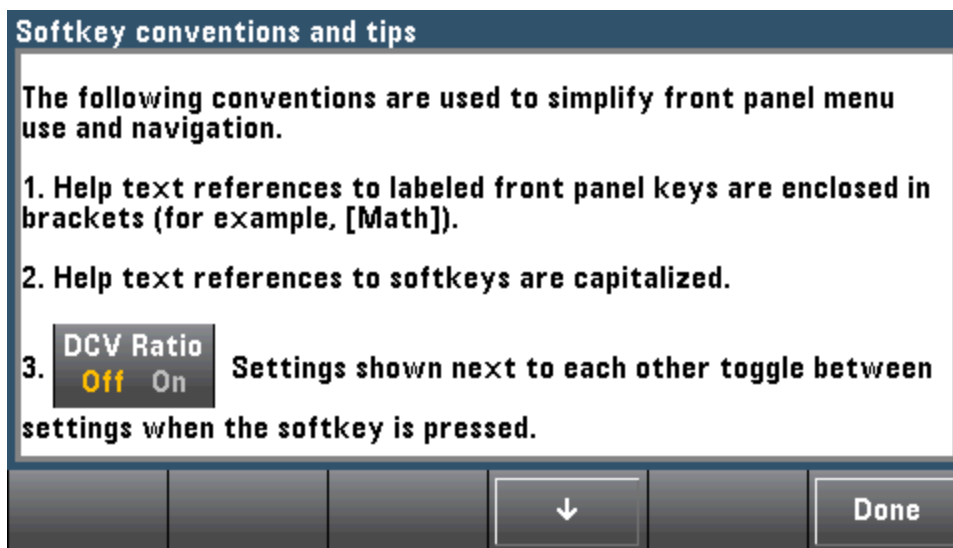 Softkey conventions and tips
The following conventions are used to simplify front panel menu
use and navigation.
1. Help text references to labeled front panel keys are enclosed in
brackets (for example, [Math]).
2. Help text references to softkeys are capitalized.
3. DCV Ratio
Off On
Settings shown next to each other toggle between
settings when the softkey is pressed.
↓
Done